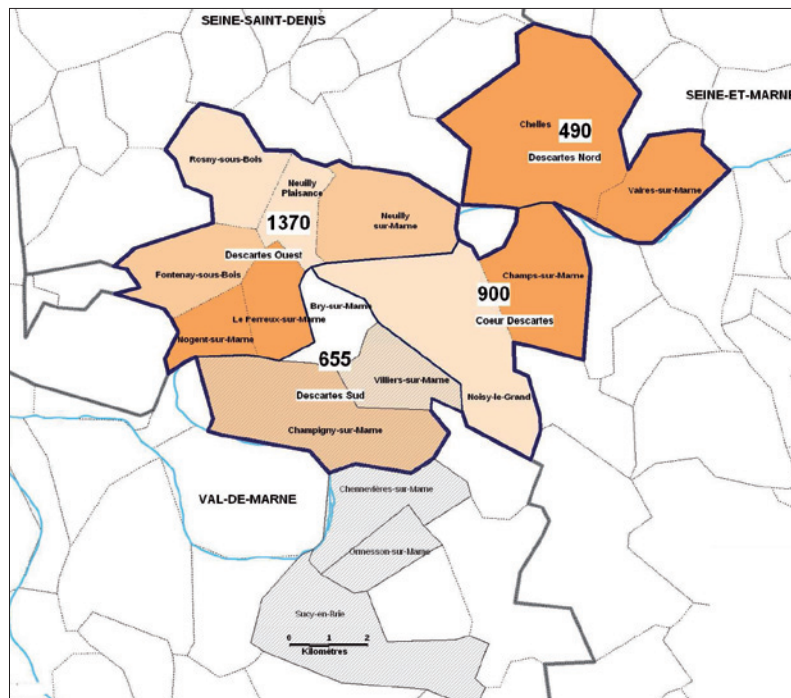 SEINE-SAINT-DENIS
SEINE-ET-MARNE
Chelles
490
Descartes Nord
Rosny-sous-Bois
Neuilly
Plaisance
Vaires-sur-Marne
1370
Neuilly
sur-Marne
Descartes Ouest
Fontenay-sous-Bois
Champs-sur-Marne
900
Bry-sur-Marne
Le Perreux-sur-Marne
Coeur Descartes
Nogent-sur-Marne
655
Villiers-sur-Marne
Descartes Sud
Noisy-le-Grand
Champigny-sur-Marne
VAL-DE-MARNE
Chennevières-sur-Marne
Ormesson-sur-Marne
Sucy-en-Brie
0 1 2
Kilomètres